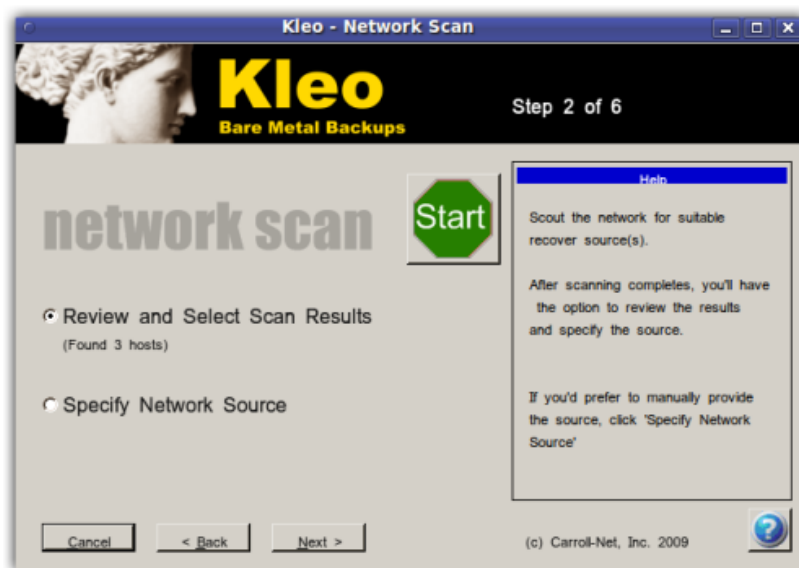 Kleo - Network Scan
Kleo
Bare Metal Backups
Step 2 of 6
network scan
Start
Review and Select Scan Results
(Found 3 hosts)
Specify Network Source
Help
Scout the network for suitable
recover source(s).
After scanning completes, you'll have
the option to review the results
and specify the source.
If you'd prefer to manually provide
the source, click 'Specify Network
Source'
Cancel
< Back
Next >
(c) Carroll-Net, Inc. 2009
?